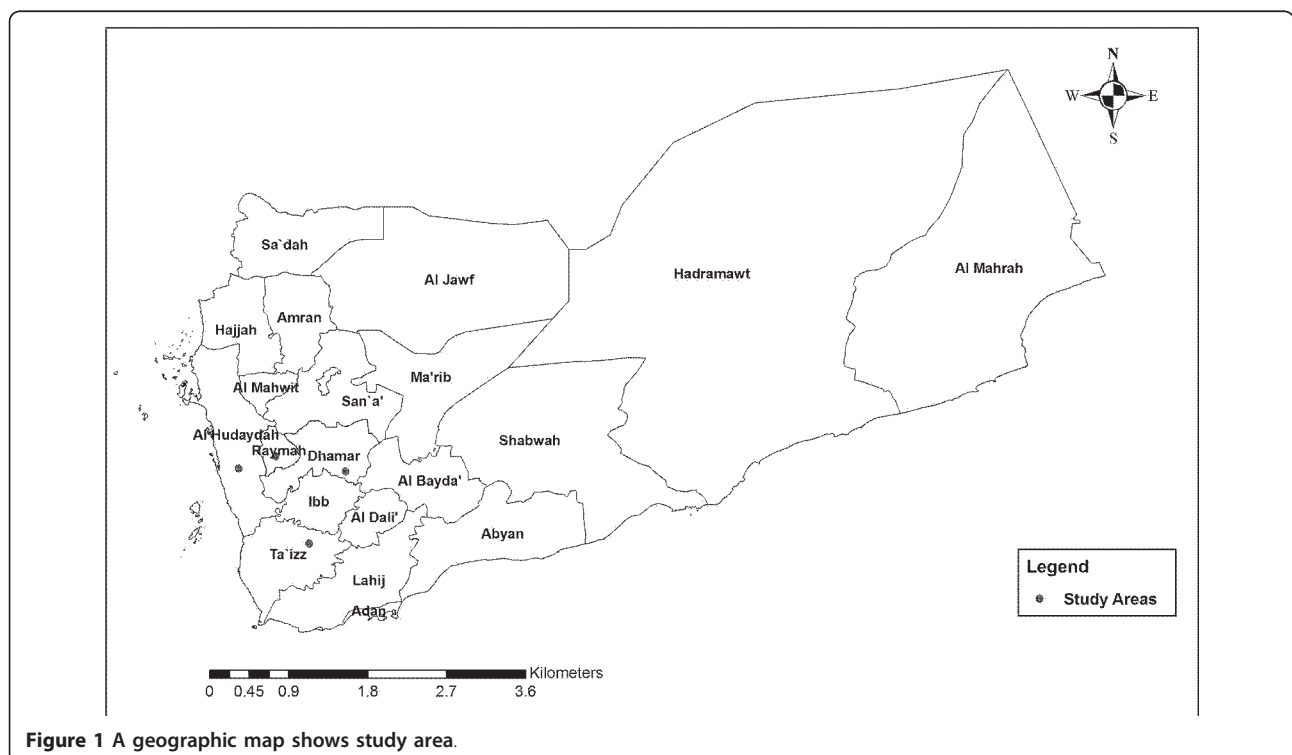 N
W E
S
Sa`dah
Al Jawf
Hadramawt
Al Mahrah
Hajjah
Amran
Al Mahwit
San`a'
Ma'rib
Al Hudaydah
Raymah
Dhamar
Shabwah
Al Bayda'
Ibb
Al Dali'
Abyan
Ta`izz
Lahij
Adan
Legend
Study Areas
Kilometers
0 0.45 0.9 1.8 2.7 3.6
Figure 1 A geographic map shows study area.